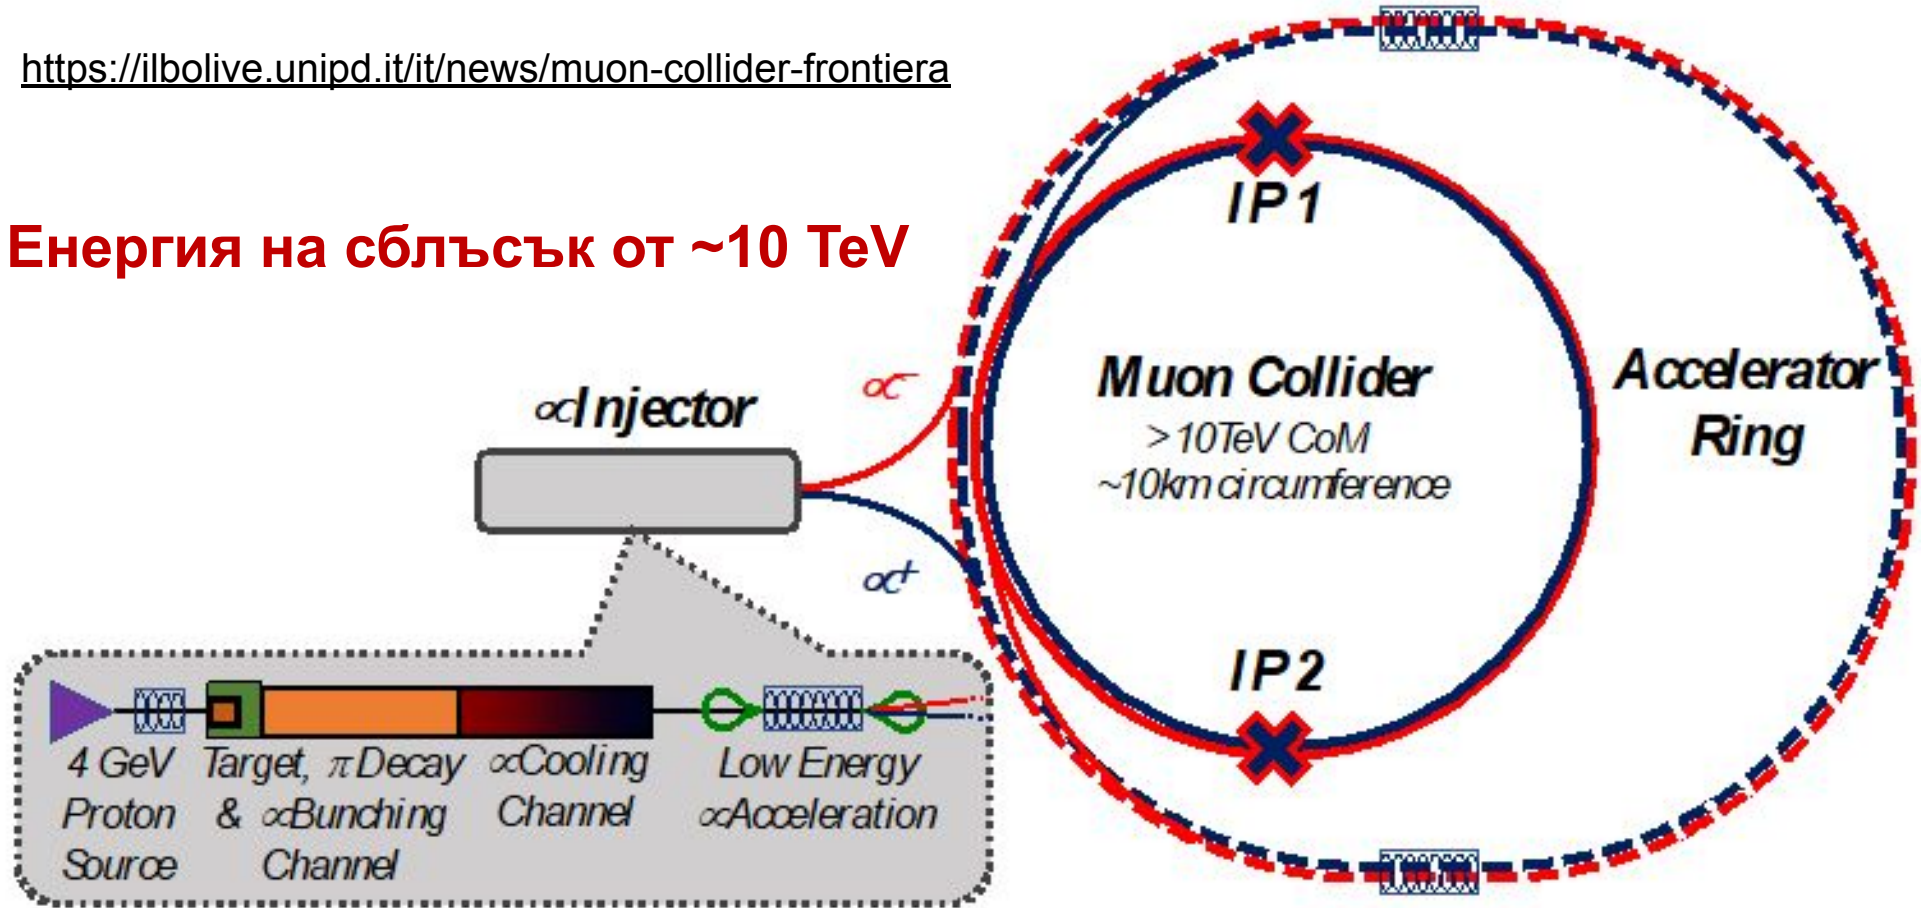 https://ilbolive.unipd.it/it/news/muon-collider-frontiera
Енергия на сблъсък от ~10 TeV
IP1
Muon Collider
>10TeV CoM
~10km circumference
Accelerator
Ring
IP2
∝Injector
∝-
∝+
4 GeV
Proton
Source
Target, π Decay
& ∝Bunching
Channel
∝Cooling
Channel
Low Energy
∝Acceleration